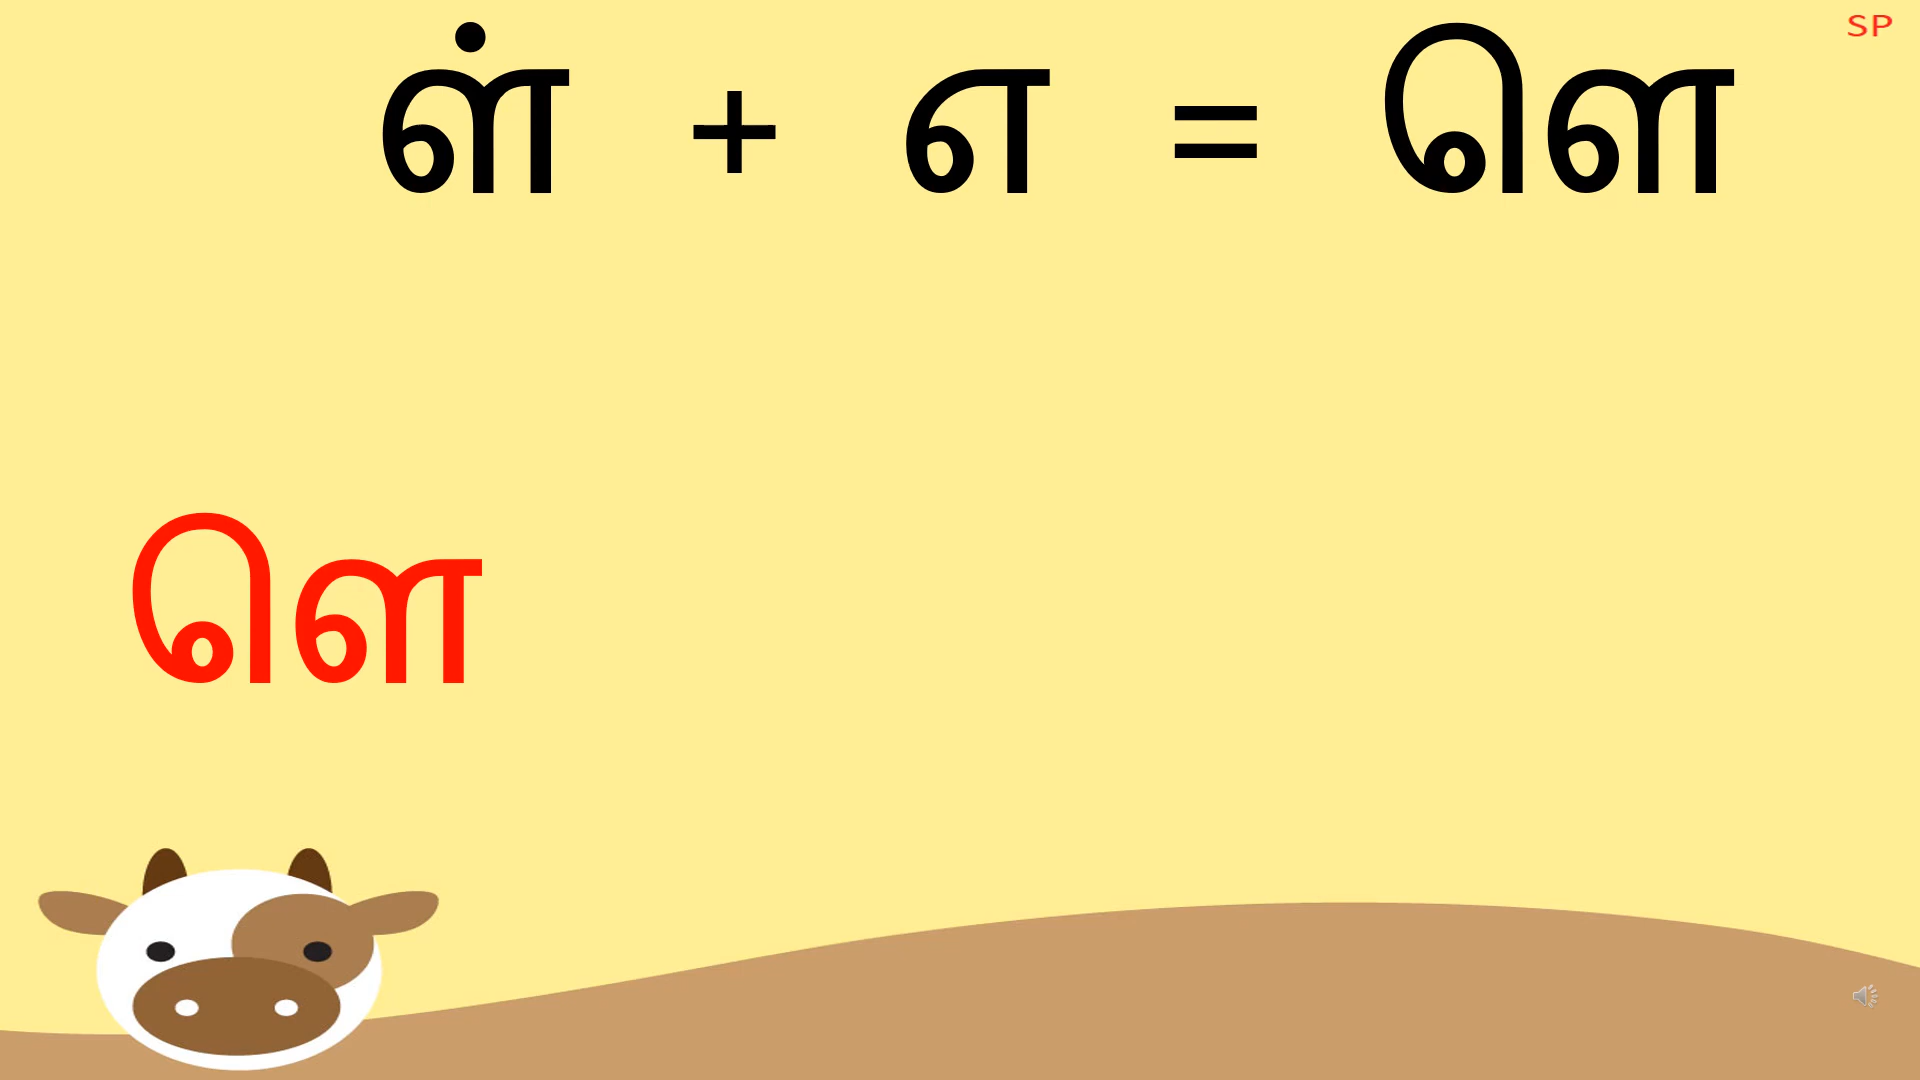 SP
ள் + எ = ளெ
ளெ